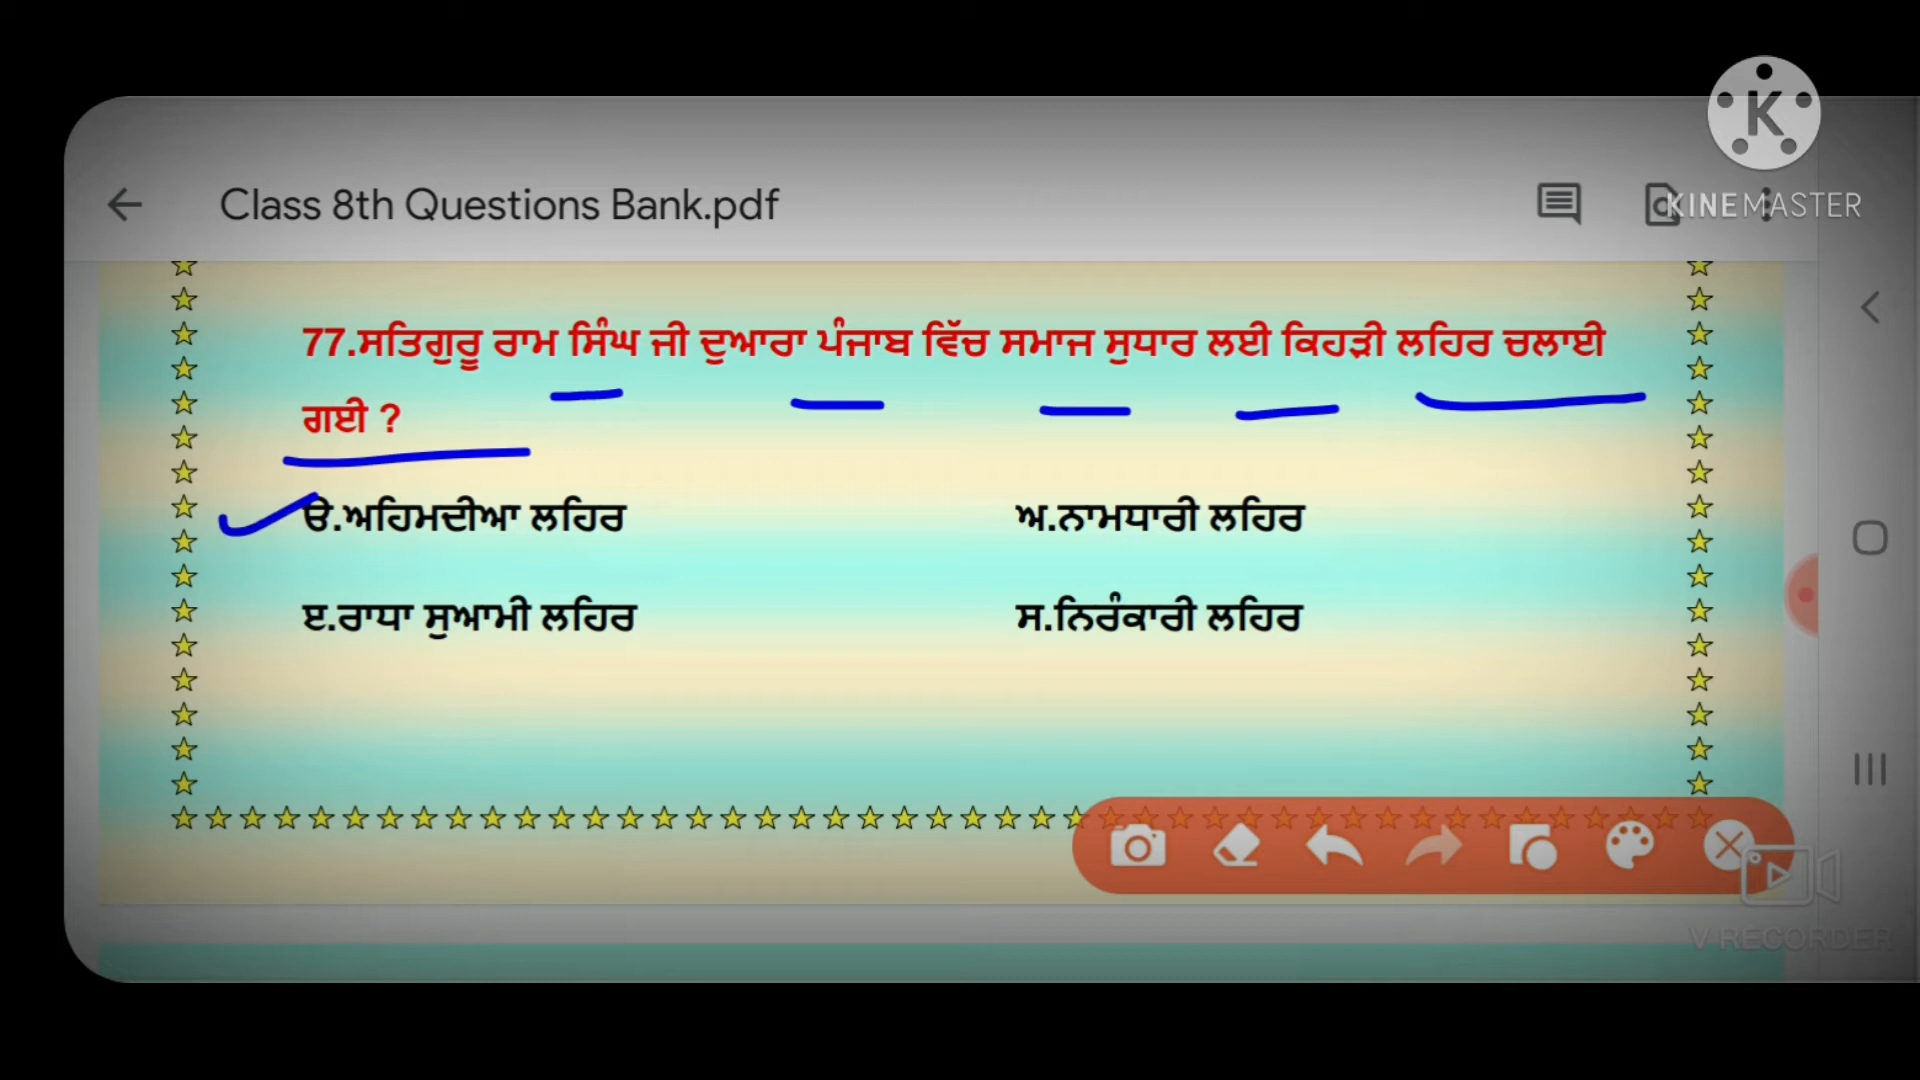 KINEMASTER
Class 8th Questions Bank.pdf
77.ਸਤਿਗੁਰੂ ਰਾਮ ਸਿੰਘ ਜੀ ਦੁਆਰਾ ਪੰਜਾਬ ਵਿੱਚ ਸਮਾਜ ਸੁਧਾਰ ਲਈ ਕਿਹੜੀ ਲਹਿਰ ਚਲਾਈ
ਗਈ ?
ੳ.ਅਹਿਮਦੀਆ ਲਹਿਰ
ਅ.ਨਾਮਧਾਰੀ ਲਹਿਰ
ੲ.ਰਾਧਾ ਸੁਆਮੀ ਲਹਿਰ
ਸ.ਨਿਰੰਕਾਰੀ ਲਹਿਰ
V RECORDER